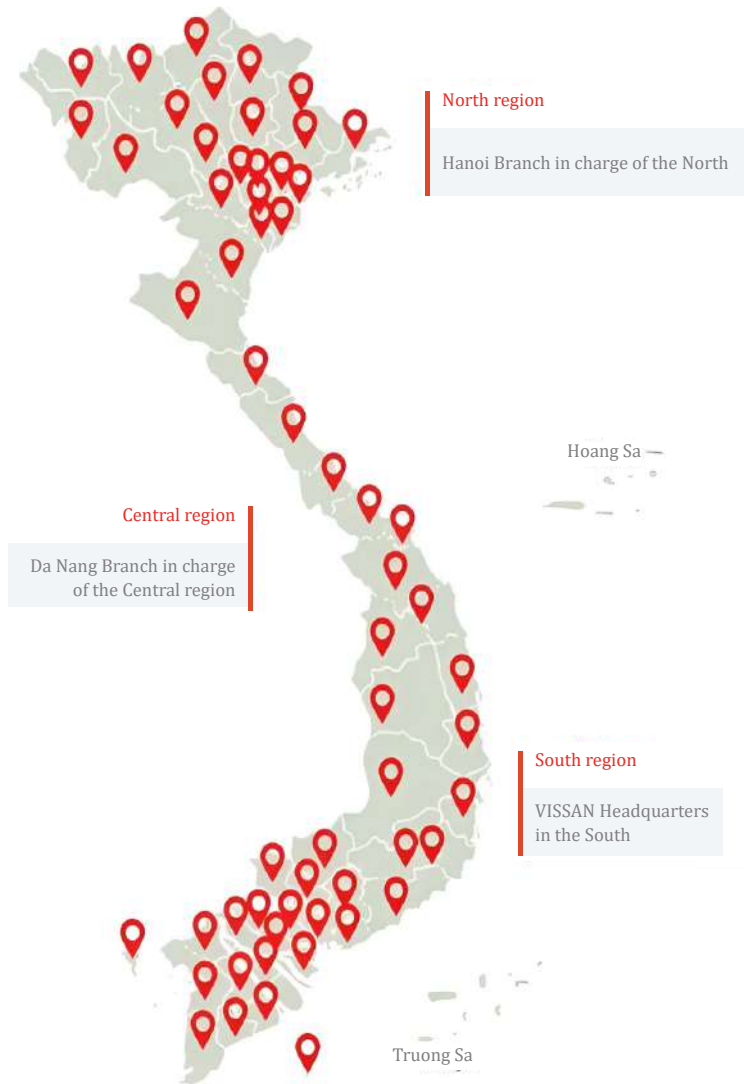 North region
Hanoi Branch in charge of the North
Hoang Sa
Central region
Da Nang Branch in charge
of the Central region
South region
VISSAN Headquarters
in the South
Truong Sa